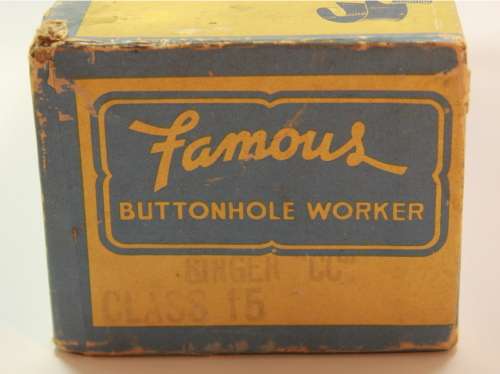 Famous
BUTTONHOLE WORKER
SINGER "CC"
CLASS 15